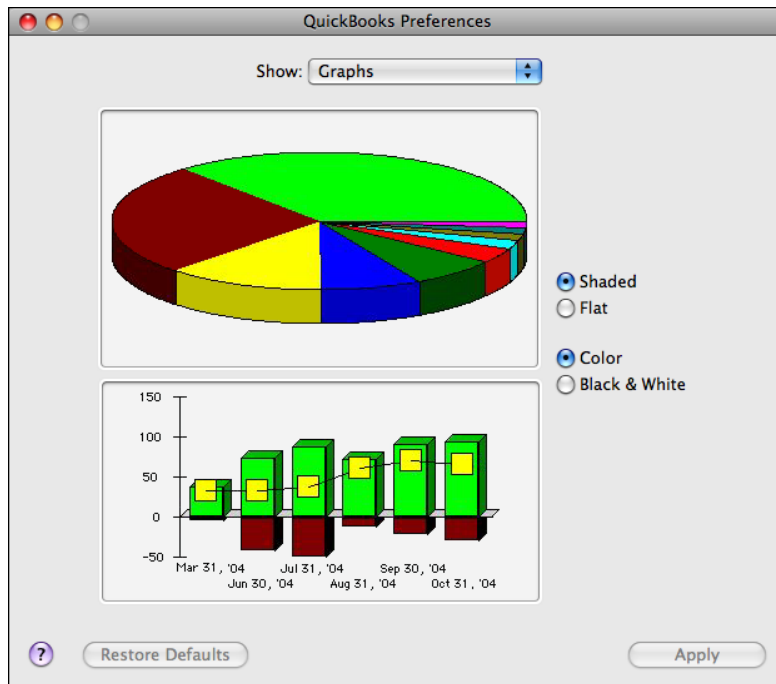 QuickBooks Preferences
Show: Graphs
Shaded
Flat
Color
Black & White
150
100
50
0
-50
Mar 31, '04 Jul 31, '04 Sep 30, '04
Jun 30, '04 Aug 31, '04 Oct 31, '04
? Restore Defaults Apply